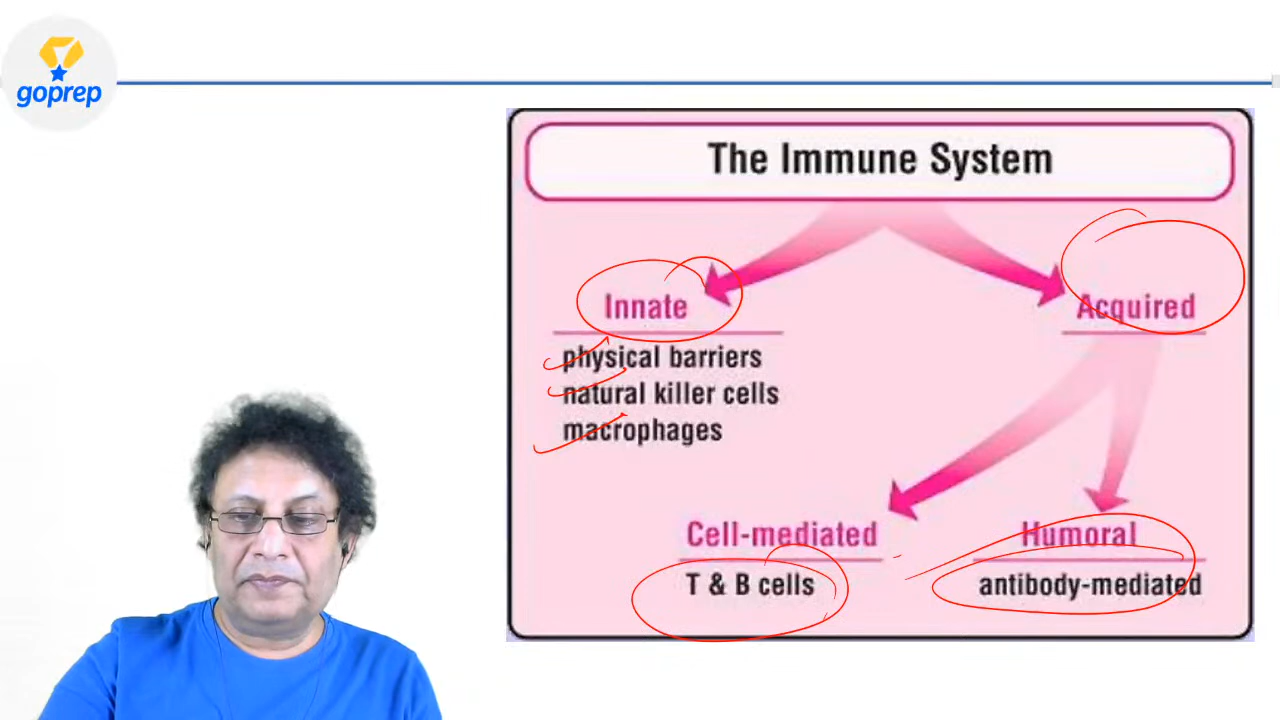 goprep
The Immune System
Innate
Acquired
physical barriers
natural killer cells
macrophages
Cell-mediated
Humoral
T & B cells
antibody-mediated